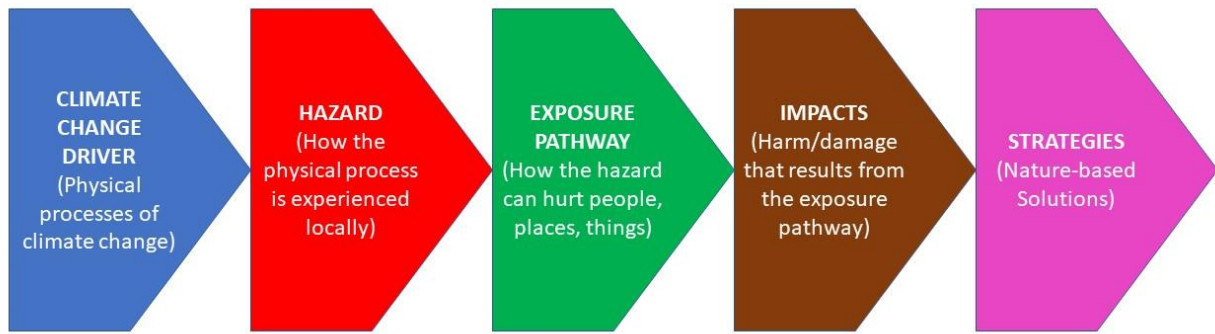 CLIMATE
CHANGE
DRIVER
(Physical
processes of
climate change)
HAZARD
(How the
physical process
is experienced
locally)
EXPOSURE
PATHWAY
(How the hazard
can hurt people,
places, things)
IMPACTS
(Harm/damage
that results from
the exposure
pathway)
STRATEGIES
(Nature-based
Solutions)